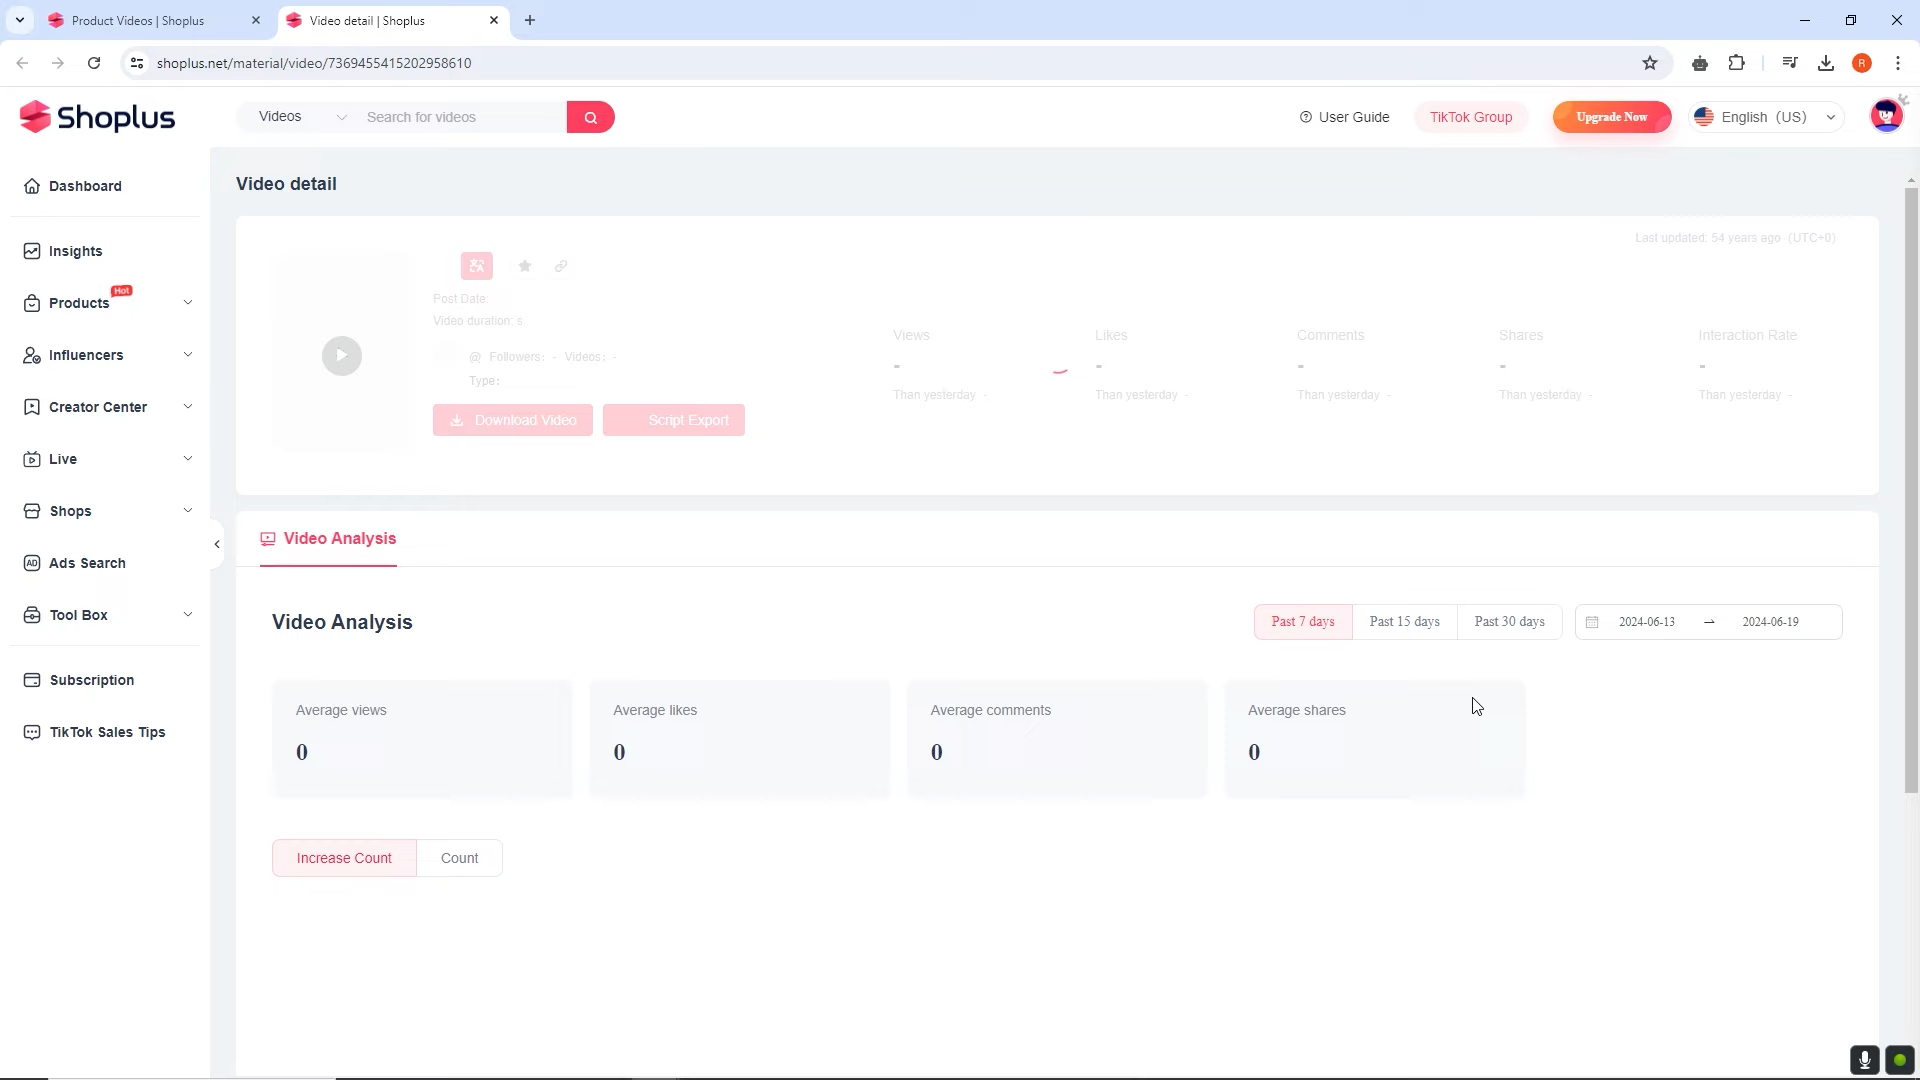 Product Videos | Shoplus
Video detail | Shoplus
shoplus.net/material/video/7369455415202958610
R
Shoplus
Videos
Search for videos
User Guide
TikTok Group
Upgrade Now
English (US)
Dashboard
Insights
Products
Hot
Influencers
Creator Center
Live
Shops
AD
Ads Search
Tool Box
Subscription
TikTok Sales Tips
Video detail
Last updated: 54 years ago (UTC+0)
Post Date:
Video duration: s
@ Followers: - Videos: -
Type:
Download Video
Script Export
Views
-
Than yesterday -
Likes
-
Than yesterday -
Comments
-
Than yesterday -
Shares
-
Than yesterday -
Interaction Rate
-
Than yesterday -
Video Analysis
Video Analysis
Past 7 days
Past 15 days
Past 30 days
2024-06-13 → 2024-06-19
Average views
0
Average likes
0
Average comments
0
Average shares
0
Increase Count
Count